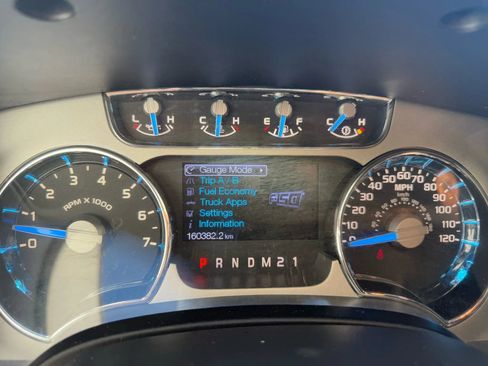 L H C H E F C H
Gauge Mode
Trip A / B
Fuel Economy
Truck Apps
Settings
Information
160382.2 km
P R N D M 2 1
0 1 2 3 4 5 6 7
RPM X 1000
0 10 20 30 40 50 60 70 80 90 100 110 120
MPH
km/h